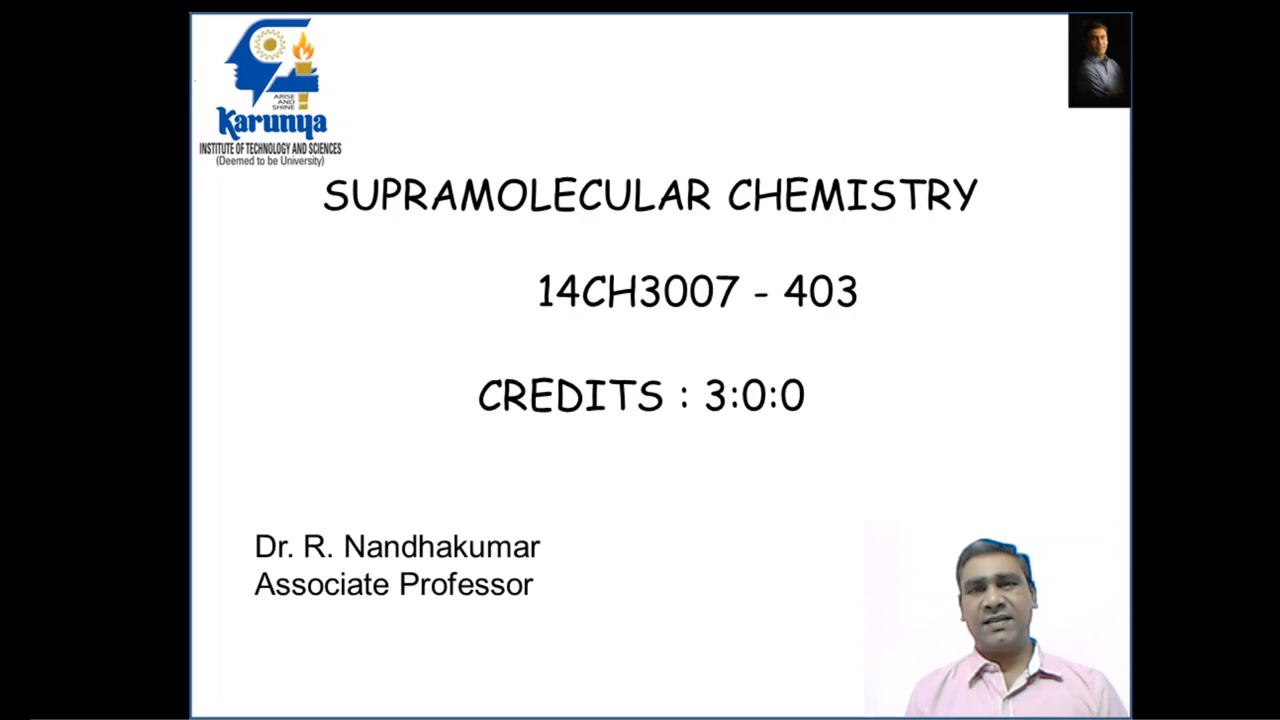 ARISE
AND
SHINE
Karunya
INSTITUTE OF TECHNOLOGY AND SCIENCES
(Deemed to be University)
SUPRAMOLECULAR CHEMISTRY
14CH3007 - 403
CREDITS : 3:0:0
Dr. R. Nandhakumar
Associate Professor